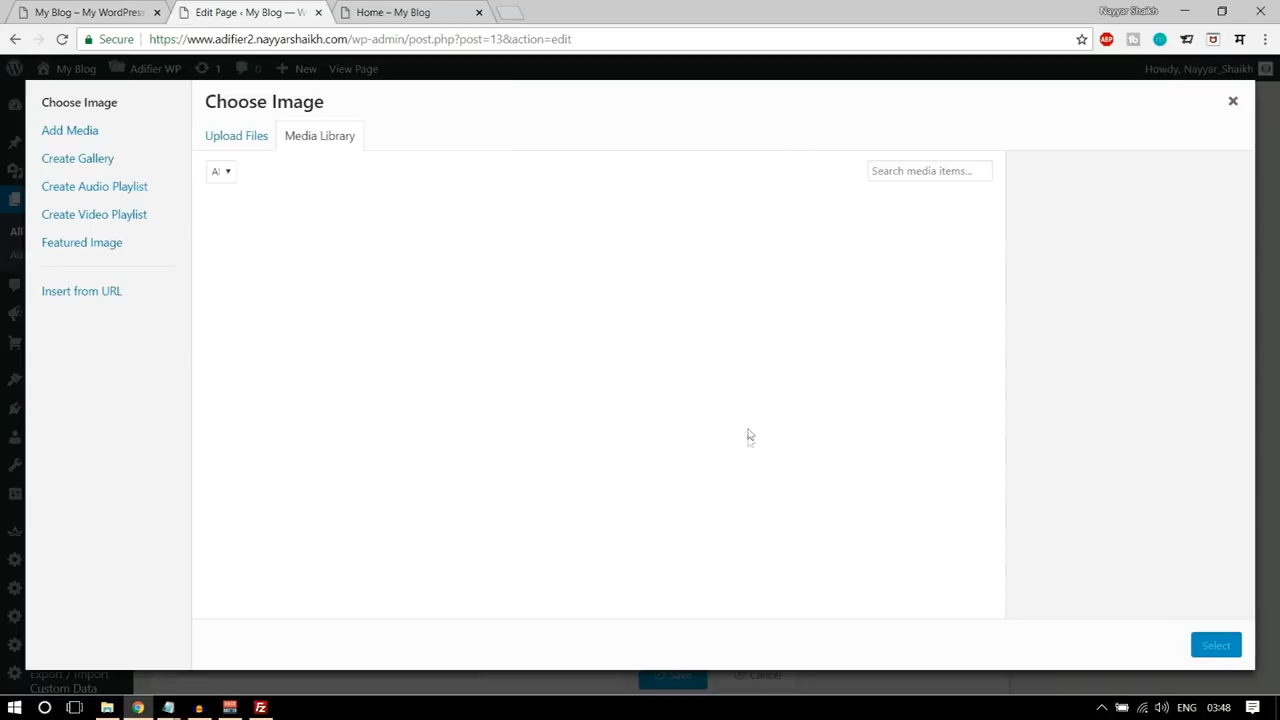 My Blog – My WordPress
Edit Page ‹ My Blog — W
Home – My Blog
Nayyar Shaikh
Secure
https://www.adifier2.nayyarshaikh.com/wp-admin/post.php?post=13&action=edit
My Blog
Adifier WP
1
0
New
View Page
Howdy, Nayyar_Shaikh
Choose Image
Add Media
Create Gallery
Create Audio Playlist
Create Video Playlist
Featured Image
Insert from URL
Choose Image
Upload Files
Media Library
Al
Search media items...
Select
All
Export / Import
Custom Data
Save
Cancel
ENG
03:48